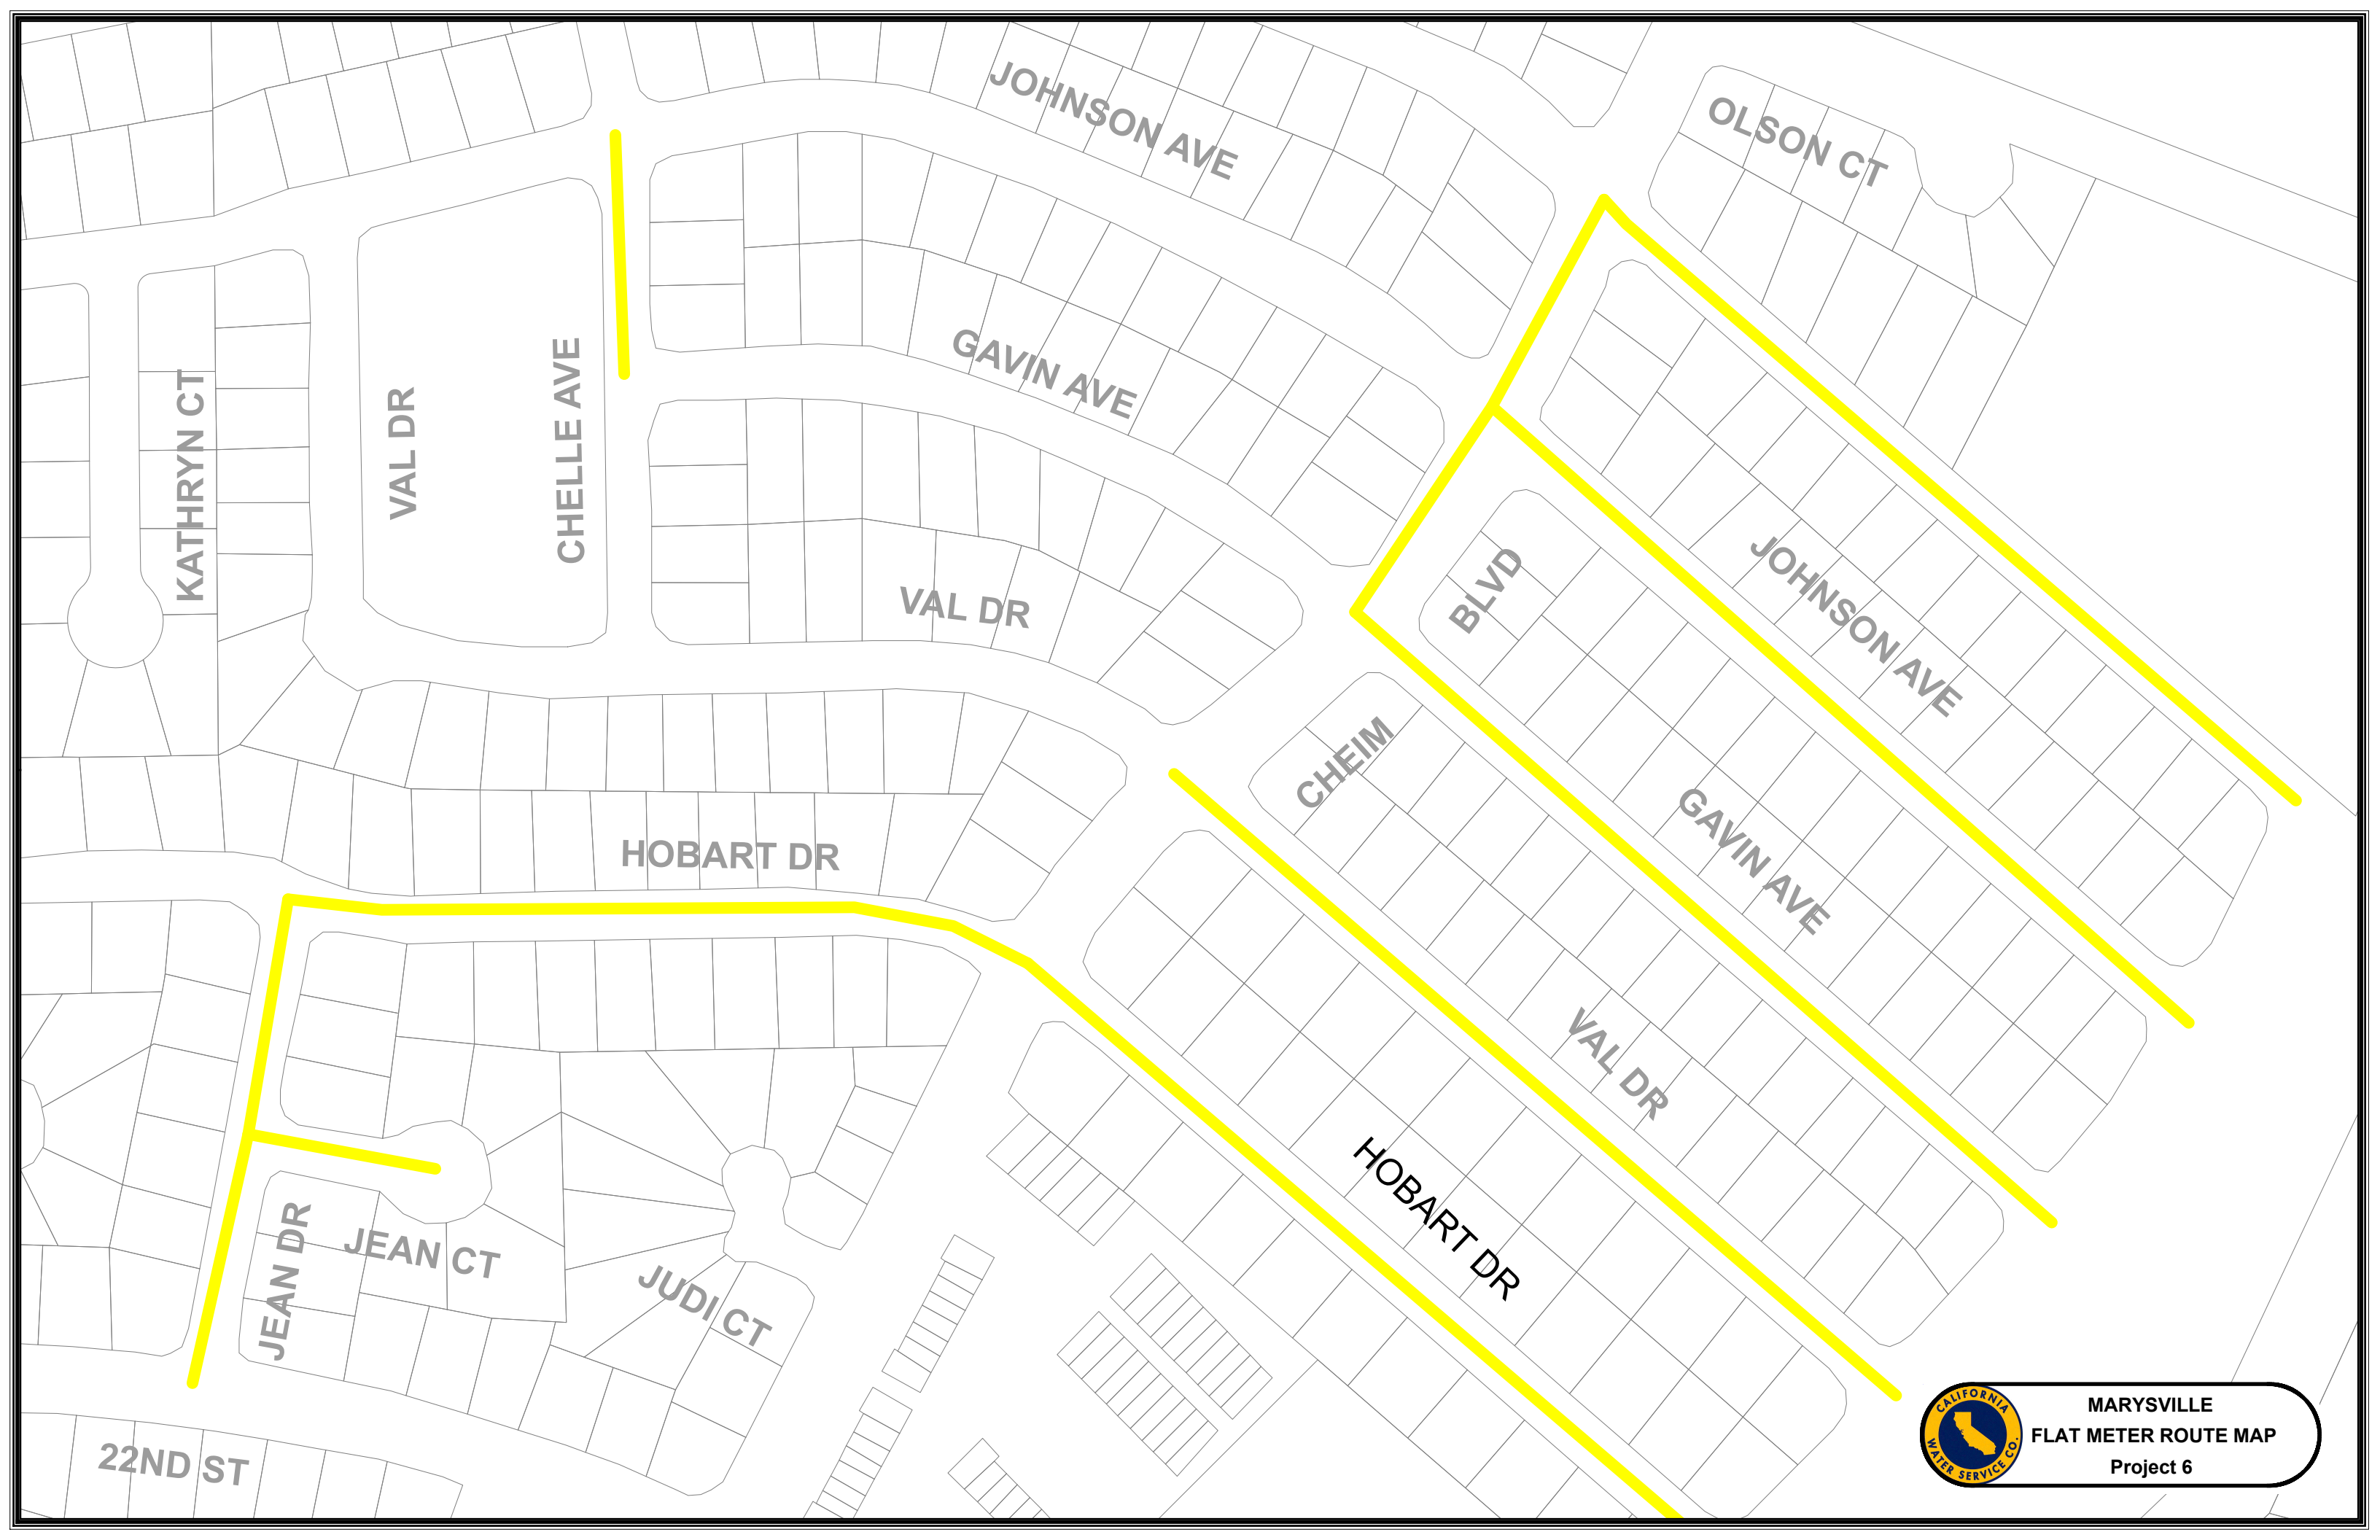 JOHNSON AVE
OLSON CT
GAVIN AVE
CHELLE AVE
VAL DR
KATHRYN CT
VAL DR
BLVD
CHEIM
JOHNSON AVE
HOBART DR
GAVIN AVE
VAL DR
HOBART DR
JEAN DR
JEAN CT
JUDI CT
22ND ST
CALIFORNIA
WATER SERVICE CO.
MARYSVILLE
FLAT METER ROUTE MAP
Project 6